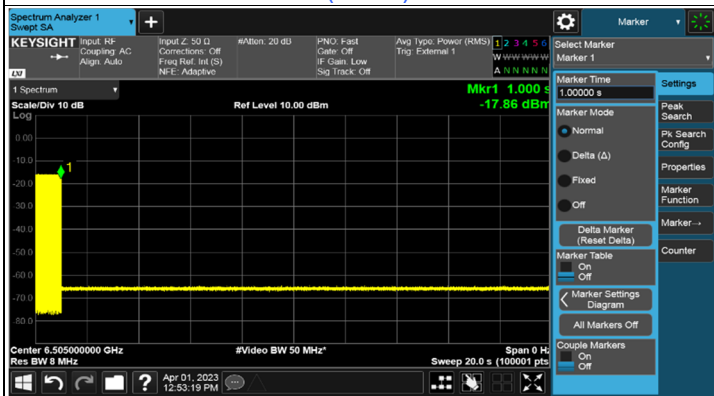 Spectrum Analyzer 1
Swept SA
+
Marker
KEYSIGHT
Input: RF
Coupling: AC
Align: Auto
Input Z: 50 Ω
Corrections: Off
Freq Ref: Int (S)
NFE: Adaptive
#Atten: 20 dB
PNO: Fast
Gate: Off
IF Gain: Low
Sig Track: Off
Avg Type: Power (RMS)
Trig: External 1
1 2 3 4 5 6
W W W W W W
A N N N N N
LXI
Select Marker
Marker 1
1 Spectrum
Mkr1 1.000 s
Scale/Div 10 dB
Ref Level 10.00 dBm
-17.86 dBm
Log
0.00
-10.0
-20.0
-30.0
-40.0
-50.0
-60.0
-70.0
-80.0
1
Center 6.505000000 GHz
#Video BW 50 MHz*
Span 0 Hz
Res BW 8 MHz
Sweep 20.0 s (100001 pts)
Marker Time
1.00000 s
Marker Mode
Normal
Delta (Δ)
Fixed
Off
Delta Marker
(Reset Delta)
Marker Table
On
Off
Marker Settings
Diagram
All Markers Off
Couple Markers
On
Off
Settings
Peak
Search
Pk Search
Config
Properties
Marker
Function
Marker→
Counter
?
Apr 01, 2023
12:53:19 PM